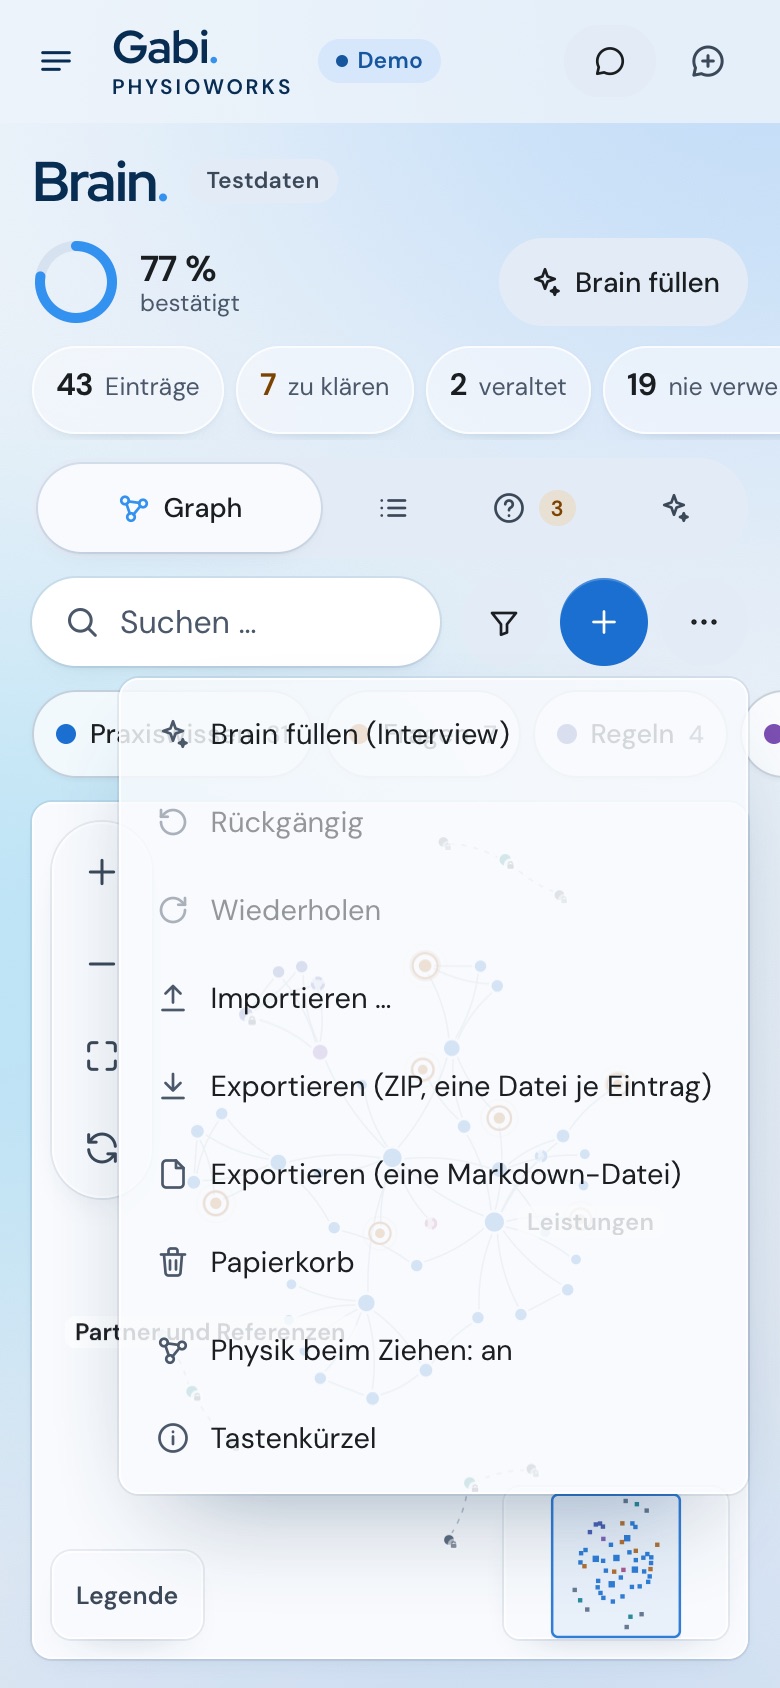 Gabi.
PHYSIOWORKS
Demo
Brain.
Testdaten
77 %
bestätigt
Brain füllen
43 Einträge
7 zu klären
2 veraltet
19 nie verwe
Graph
3
Suchen ...
Praxiswissen
Fragen
Regeln 4
Brain füllen (Interview)
Rückgängig
Wiederholen
Importieren ...
Exportieren (ZIP, eine Datei je Eintrag)
Exportieren (eine Markdown-Datei)
Leistungen
Papierkorb
Partner und Referenzen
Physik beim Ziehen: an
Tastenkürzel
Legende